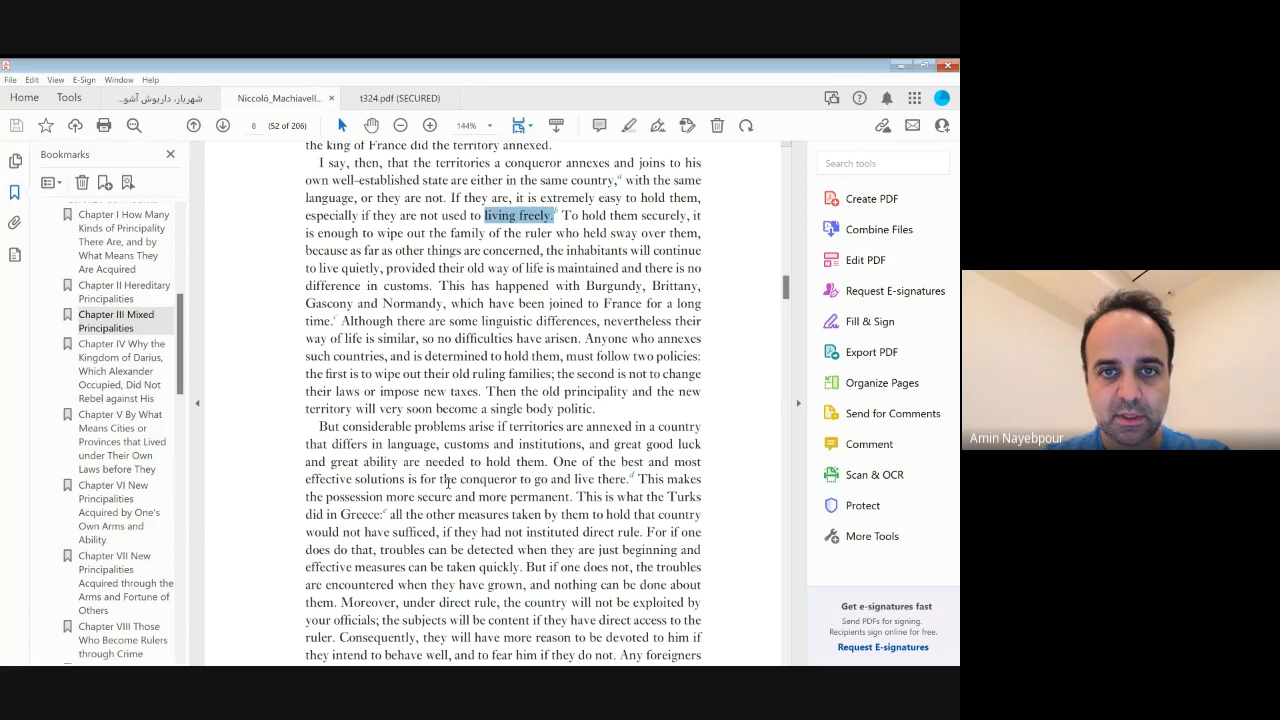 File Edit View E-Sign Window Help
Home Tools شهریار، داریوش آشو... Niccolò_Machiavell... × t324.pdf (SECURED)
8 (52 of 206) 144%
Bookmarks
Chapter I How Many
Kinds of Principality
There Are, and by
What Means They
Are Acquired
Chapter II Hereditary
Principalities
Chapter III Mixed
Principalities
Chapter IV Why the
Kingdom of Darius,
Which Alexander
Occupied, Did Not
Rebel against His
Chapter V By What
Means Cities or
Provinces that Lived
under Their Own
Laws before They
Chapter VI New
Principalities
Acquired by One's
Own Arms and
Ability
Chapter VII New
Principalities
Acquired through the
Arms and Fortune of
Others
Chapter VIII Those
Who Become Rulers
through Crime
the king of France did the territory annexed.
I say, then, that the territories a conqueror annexes and joins to his
own well-established state are either in the same country,a with the same
language, or they are not. If they are, it is extremely easy to hold them,
especially if they are not used to living freely.b To hold them securely, it
is enough to wipe out the family of the ruler who held sway over them,
because as far as other things are concerned, the inhabitants will continue
to live quietly, provided their old way of life is maintained and there is no
difference in customs. This has happened with Burgundy, Brittany,
Gascony and Normandy, which have been joined to France for a long
time.c Although there are some linguistic differences, nevertheless their
way of life is similar, so no difficulties have arisen. Anyone who annexes
such countries, and is determined to hold them, must follow two policies:
the first is to wipe out their old ruling families; the second is not to change
their laws or impose new taxes. Then the old principality and the new
territory will very soon become a single body politic.
But considerable problems arise if territories are annexed in a country
that differs in language, customs and institutions, and great good luck
and great ability are needed to hold them. One of the best and most
effective solutions is for the conqueror to go and live there.d This makes
the possession more secure and more permanent. This is what the Turks
did in Greece:e all the other measures taken by them to hold that country
would not have sufficed, if they had not instituted direct rule. For if one
does do that, troubles can be detected when they are just beginning and
effective measures can be taken quickly. But if one does not, the troubles
are encountered when they have grown, and nothing can be done about
them. Moreover, under direct rule, the country will not be exploited by
your officials; the subjects will be content if they have direct access to the
ruler. Consequently, they will have more reason to be devoted to him if
they intend to behave well, and to fear him if they do not. Any foreigners
Search tools
Create PDF
Combine Files
Edit PDF
Request E-signatures
Fill & Sign
Export PDF
Organize Pages
Send for Comments
Comment
Scan & OCR
Protect
More Tools
Get e-signatures fast
Send PDFs for signing.
Recipients sign online for free.
Request E-Signatures
Amin Nayebpour